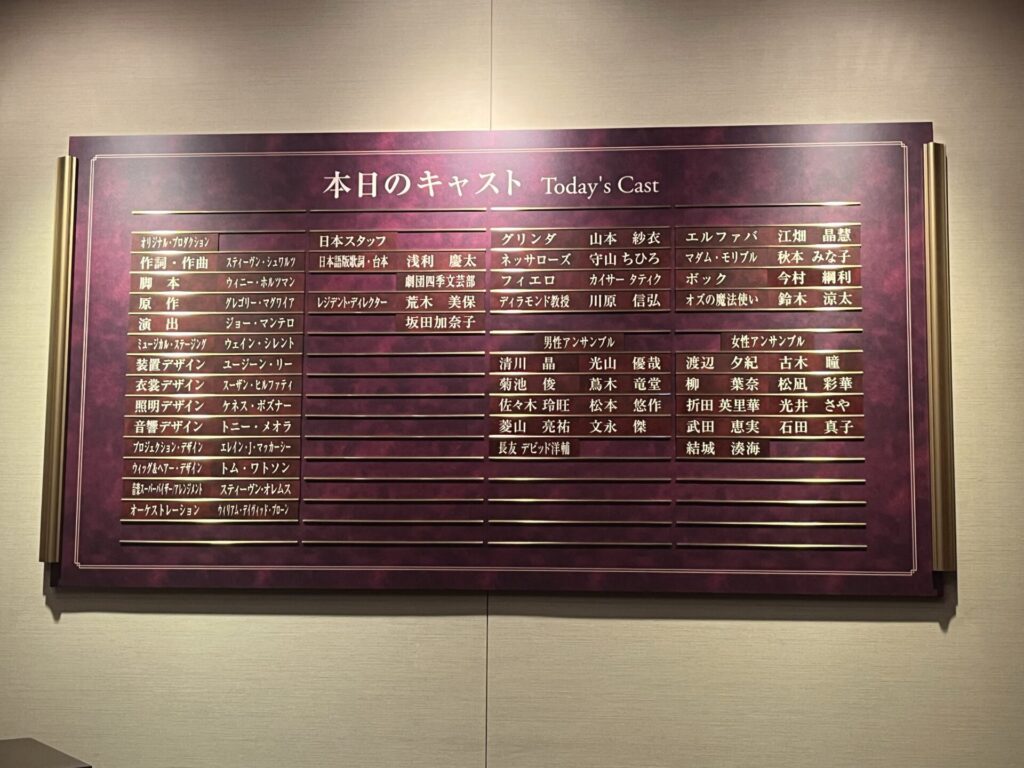 本日のキャスト Today's Cast
オリジナル・プロダクション
作詞・作曲 スティーヴン・シュワルツ
脚本 ウィニー・ホルツマン
原作 グレゴリー・マグワイア
演出 ジョー・マンテロ
ミュージカル・ステージング ウェイン・シレント
装置デザイン ユージーン・リー
衣裳デザイン スーザン・ヒルファティ
照明デザイン ケネス・ポズナー
音響デザイン トニー・メオラ
プロジェクション・デザイン エレイン・J・マッカーシー
ウィッグ&ヘアー・デザイン トム・ワトソン
音楽スーパーバイザー/アレンジメント スティーヴン・オレムス
オーケストレーション ウィリアム・デイヴィッド・ブローン
日本スタッフ
日本語版歌詞・台本 浅利 慶太
劇団四季文芸部
レジデント・ディレクター 荒木 美保
坂田加奈子
グリンダ 山本 紗衣
ネッサローズ 守山 ちひろ
フィエロ カイサー タティク
ディラモンド教授 川原 信弘
エルファバ 江畑 晶慧
マダム・モリブル 秋本 みな子
ボック 今村 綱利
オズの魔法使い 鈴木 涼太
男性アンサンブル
清川 晶 光山 優哉
菊池 俊 蔦木 竜堂
佐々木 玲旺 松本 悠作
菱山 亮祐 文永 傑
長友 デビッド洋輔
女性アンサンブル
渡辺 夕紀 古木 瞳
柳 葉奈 松凪 彩華
折田 英里華 光井 さや
武田 恵実 石田 真子
結城 湊海